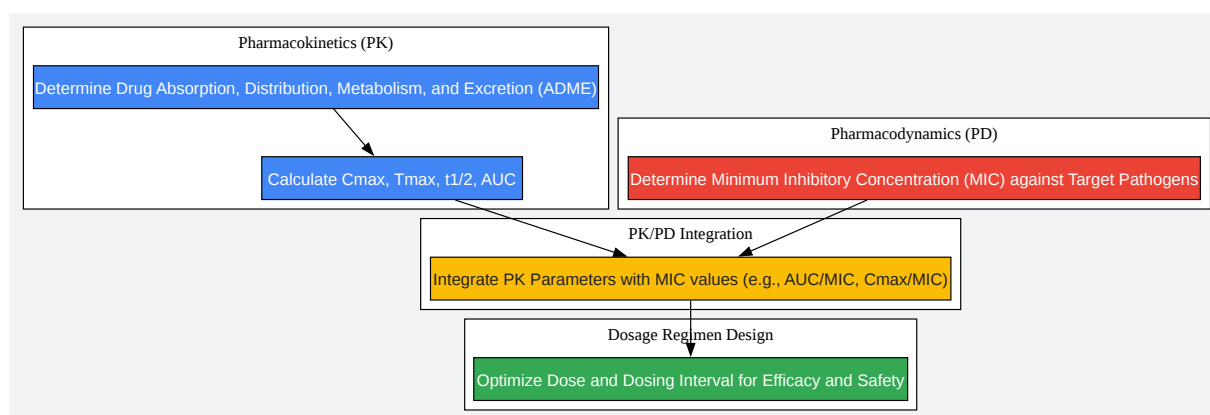 Pharmacokinetics (PK)
Determine Drug Absorption, Distribution, Metabolism, and Excretion (ADME)
Calculate Cmax, Tmax, t1/2, AUC
Pharmacodynamics (PD)
Determine Minimum Inhibitory Concentration (MIC) against Target Pathogens
PK/PD Integration
Integrate PK Parameters with MIC values (e.g., AUC/MIC, Cmax/MIC)
Dosage Regimen Design
Optimize Dose and Dosing Interval for Efficacy and Safety